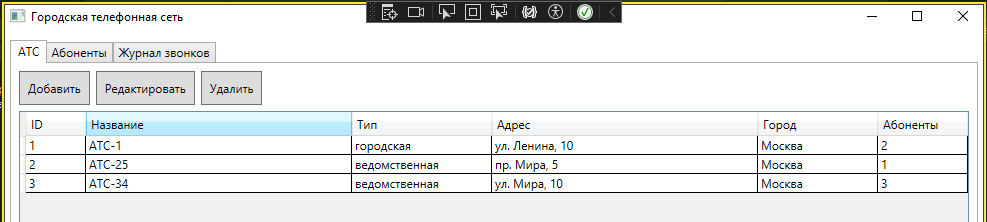 Городская телефонная сеть
АТС Абоненты Журнал звонков
Добавить Редактировать Удалить
ID Название Тип Адрес Город Абоненты
1 АТС-1 городская ул. Ленина, 10 Москва 2
2 АТС-25 ведомственная пр. Мира, 5 Москва 1
3 АТС-34 ведомственная ул. Мира, 10 Москва 3